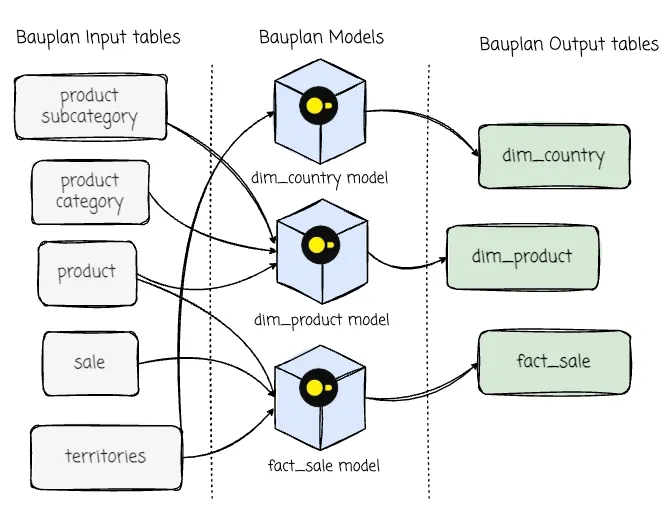 Bauplan Input tables
Bauplan Models
Bauplan Output tables
product
subcategory
product
category
product
sale
territories
dim_country model
dim_product model
fact_sale model
dim_country
dim_product
fact_sale